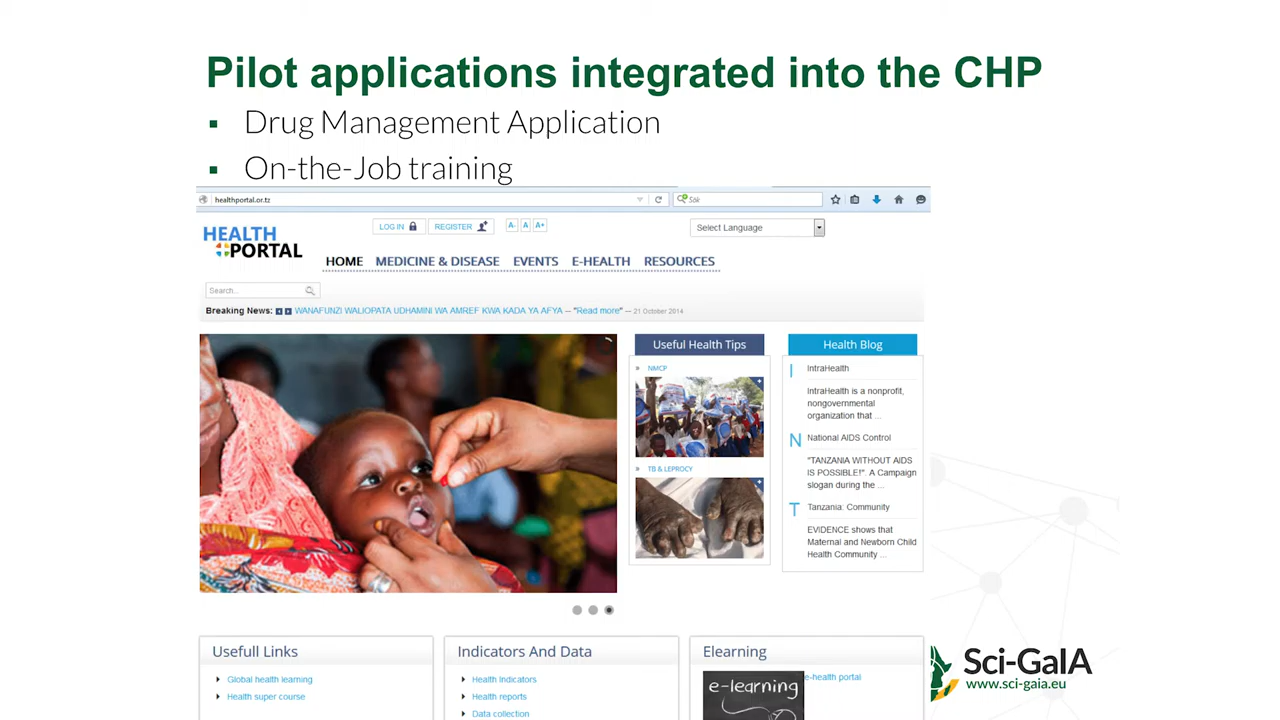 Pilot applications integrated into the CHP
▪ Drug Management Application
▪ On-the-Job training
healthportal.or.tz
Sök
HEALTH
PORTAL
LOG IN
REGISTER
A- A A+
Select Language
HOME MEDICINE & DISEASE EVENTS E-HEALTH RESOURCES
Search...
Breaking News: WANAFUNZI WALIOPATA UDHAMINI WA AMREF KWA KADA YA AFYA -- "Read more" -- 21 October 2014
Useful Health Tips
» NMCP
» TB & LEPROCY
Health Blog
I IntraHealth
IntraHealth is a nonprofit,
nongovernmental
organization that ...
N National AIDS Control
"TANZANIA WITHOUT AIDS
IS POSSIBLE!". A Campaign
slogan during the ...
T Tanzania: Community
EVIDENCE shows that
Maternal and Newborn Child
Health Community ...
Usefull Links
Global health learning
Health super course
Indicators And Data
Health Indicators
Health reports
Data collection
Elearning
e-learning
e-health portal
Sci-GaIA
www.sci-gaia.eu